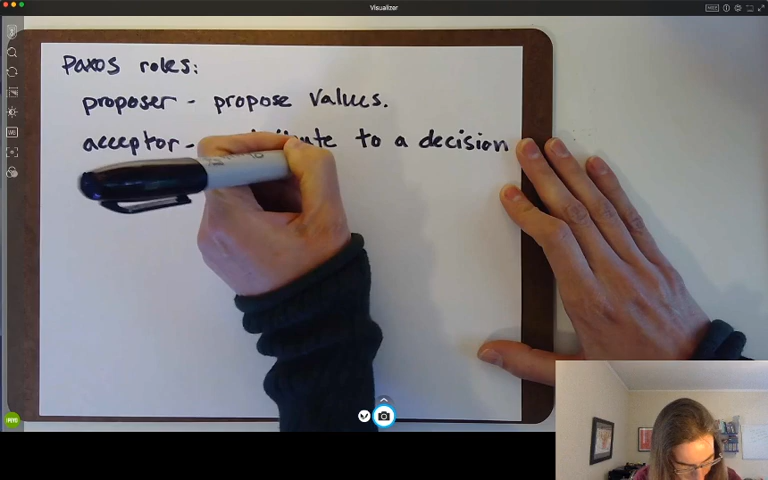 Visualizer
Paxos roles:
proposer - propose values.
acceptor - to a decision